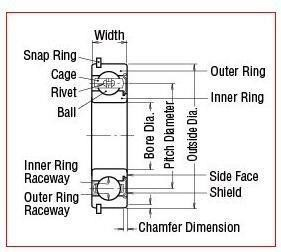 Width
Snap Ring
Cage
Rivet
Ball
Outer Ring
Inner Ring
Bore Dia.
Pitch Diameter
Outside Dia.
Inner Ring
Raceway
Outer Ring
Raceway
Side Face
Shield
Chamfer Dimension